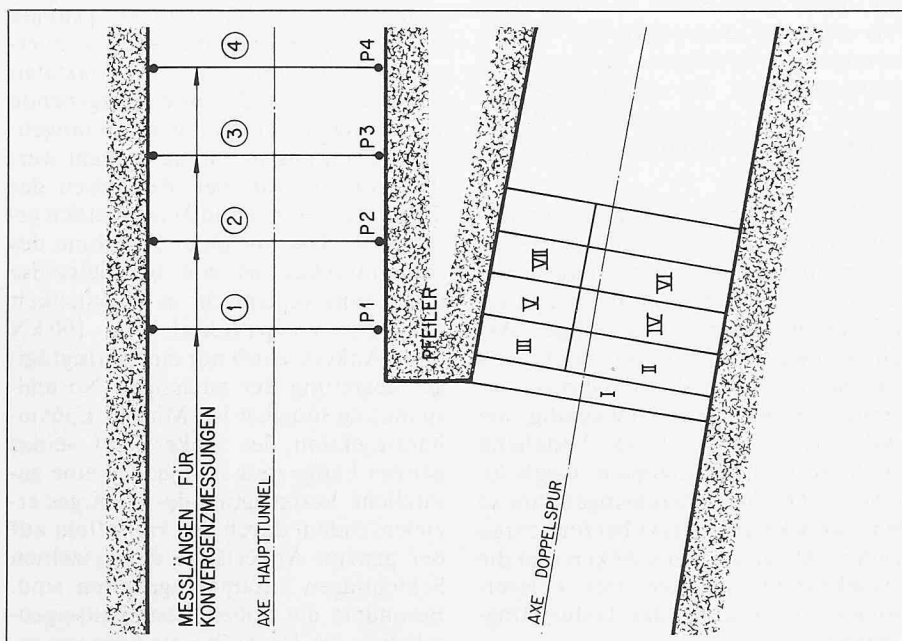 MESSLÄNGEN FÜR
KONVERGENZMESSUNGEN
1 2 3 4
AXE HAUPTTUNNEL
P1 P2 P3 P4
PFEILER
III V VII
I II IV VI
AXE DOPPELSPUR